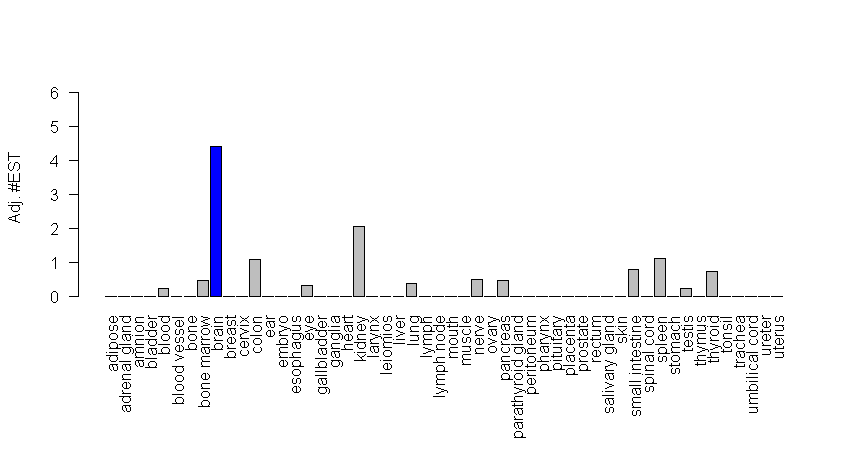 Adj. #EST
6
5
4
3
2
1
0
adipose
adrenal gland
amnion
bladder
blood
blood vessel
bone
bone marrow
brain
breast
cervix
colon
ear
embryo
esophagus
eye
gallbladder
ganglia
heart
kidney
larynx
leiomios
liver
lung
lymph
lymph node
mouth
muscle
nerve
ovary
pancreas
parathyroid gland
peritoneum
pharynx
pituitary
placenta
prostate
rectum
salivary gland
skin
small intestine
spinal cord
spleen
stomach
testis
thymus
thyroid
tonsil
trachea
umbilical cord
ureter
uterus